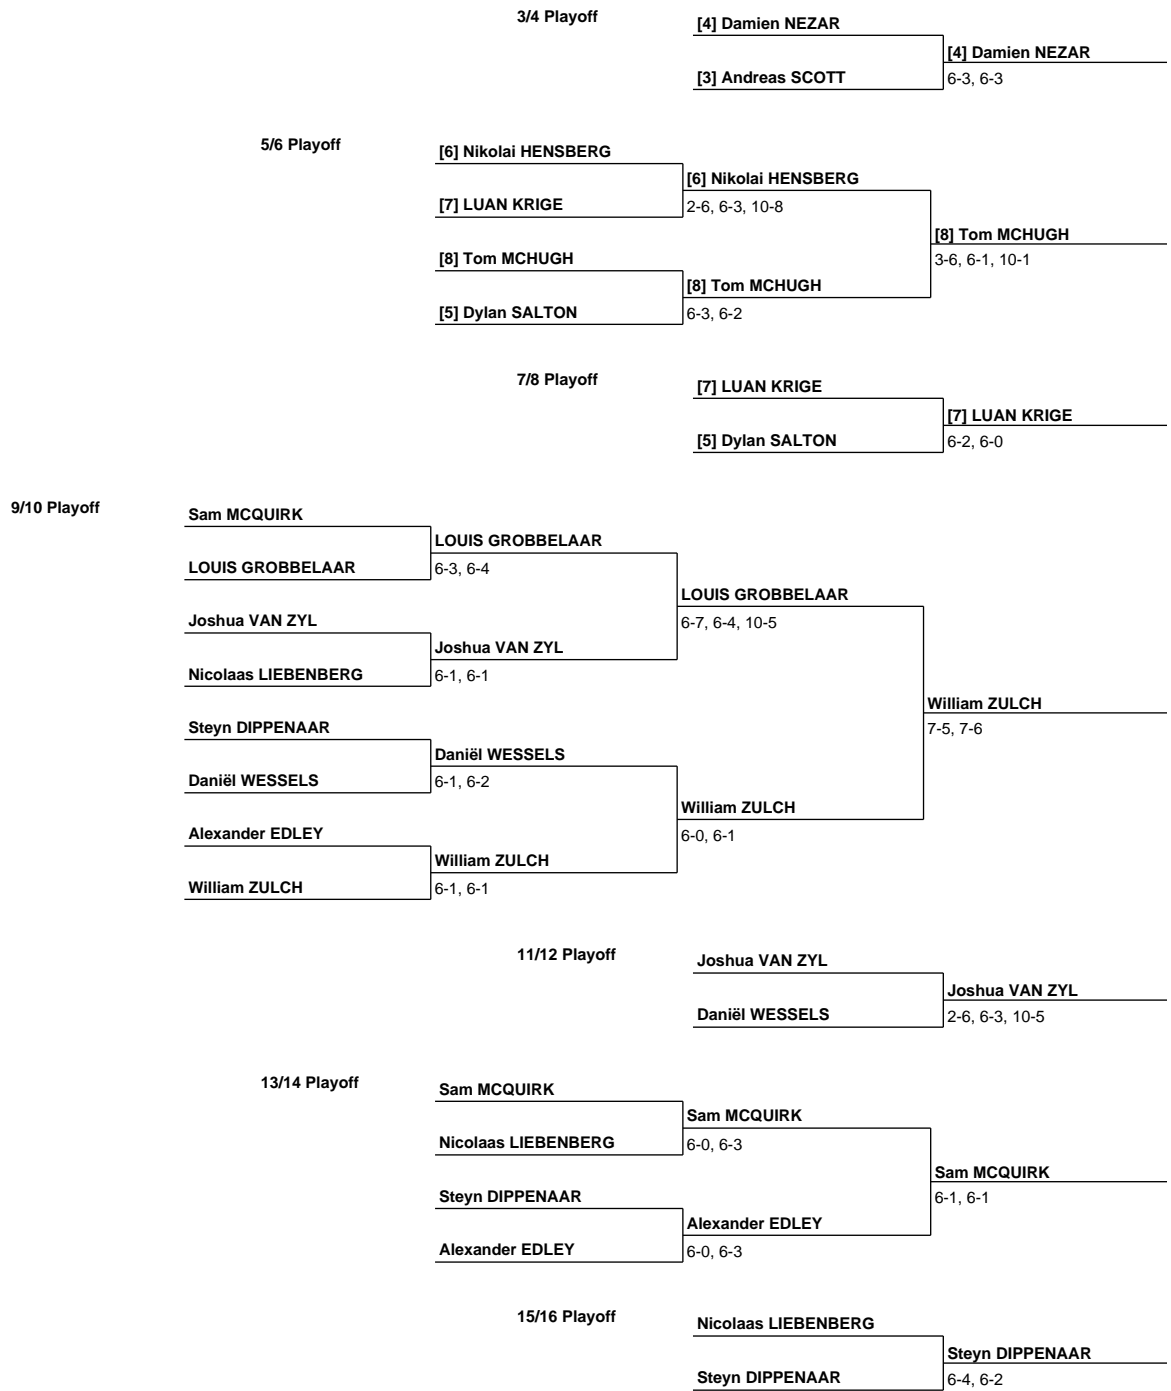 3/4 Playoff
[4] Damien NEZAR
[4] Damien NEZAR
[3] Andreas SCOTT
6-3, 6-3
5/6 Playoff
[6] Nikolai HENSBERG
[6] Nikolai HENSBERG
[7] LUAN KRIGE
2-6, 6-3, 10-8
[8] Tom MCHUGH
3-6, 6-1, 10-1
[8] Tom MCHUGH
[8] Tom MCHUGH
[5] Dylan SALTON
6-3, 6-2
7/8 Playoff
[7] LUAN KRIGE
[7] LUAN KRIGE
[5] Dylan SALTON
6-2, 6-0
9/10 Playoff
Sam MCQUIRK
LOUIS GROBBELAAR
LOUIS GROBBELAAR
6-3, 6-4
LOUIS GROBBELAAR
6-7, 6-4, 10-5
Joshua VAN ZYL
Joshua VAN ZYL
Nicolaas LIEBENBERG
6-1, 6-1
William ZULCH
7-5, 7-6
Steyn DIPPENAAR
Daniël WESSELS
Daniël WESSELS
6-1, 6-2
William ZULCH
6-0, 6-1
Alexander EDLEY
William ZULCH
William ZULCH
6-1, 6-1
11/12 Playoff
Joshua VAN ZYL
Joshua VAN ZYL
Daniël WESSELS
2-6, 6-3, 10-5
13/14 Playoff
Sam MCQUIRK
Sam MCQUIRK
Nicolaas LIEBENBERG
6-0, 6-3
Sam MCQUIRK
6-1, 6-1
Steyn DIPPENAAR
Alexander EDLEY
Alexander EDLEY
6-0, 6-3
15/16 Playoff
Nicolaas LIEBENBERG
Steyn DIPPENAAR
Steyn DIPPENAAR
6-4, 6-2